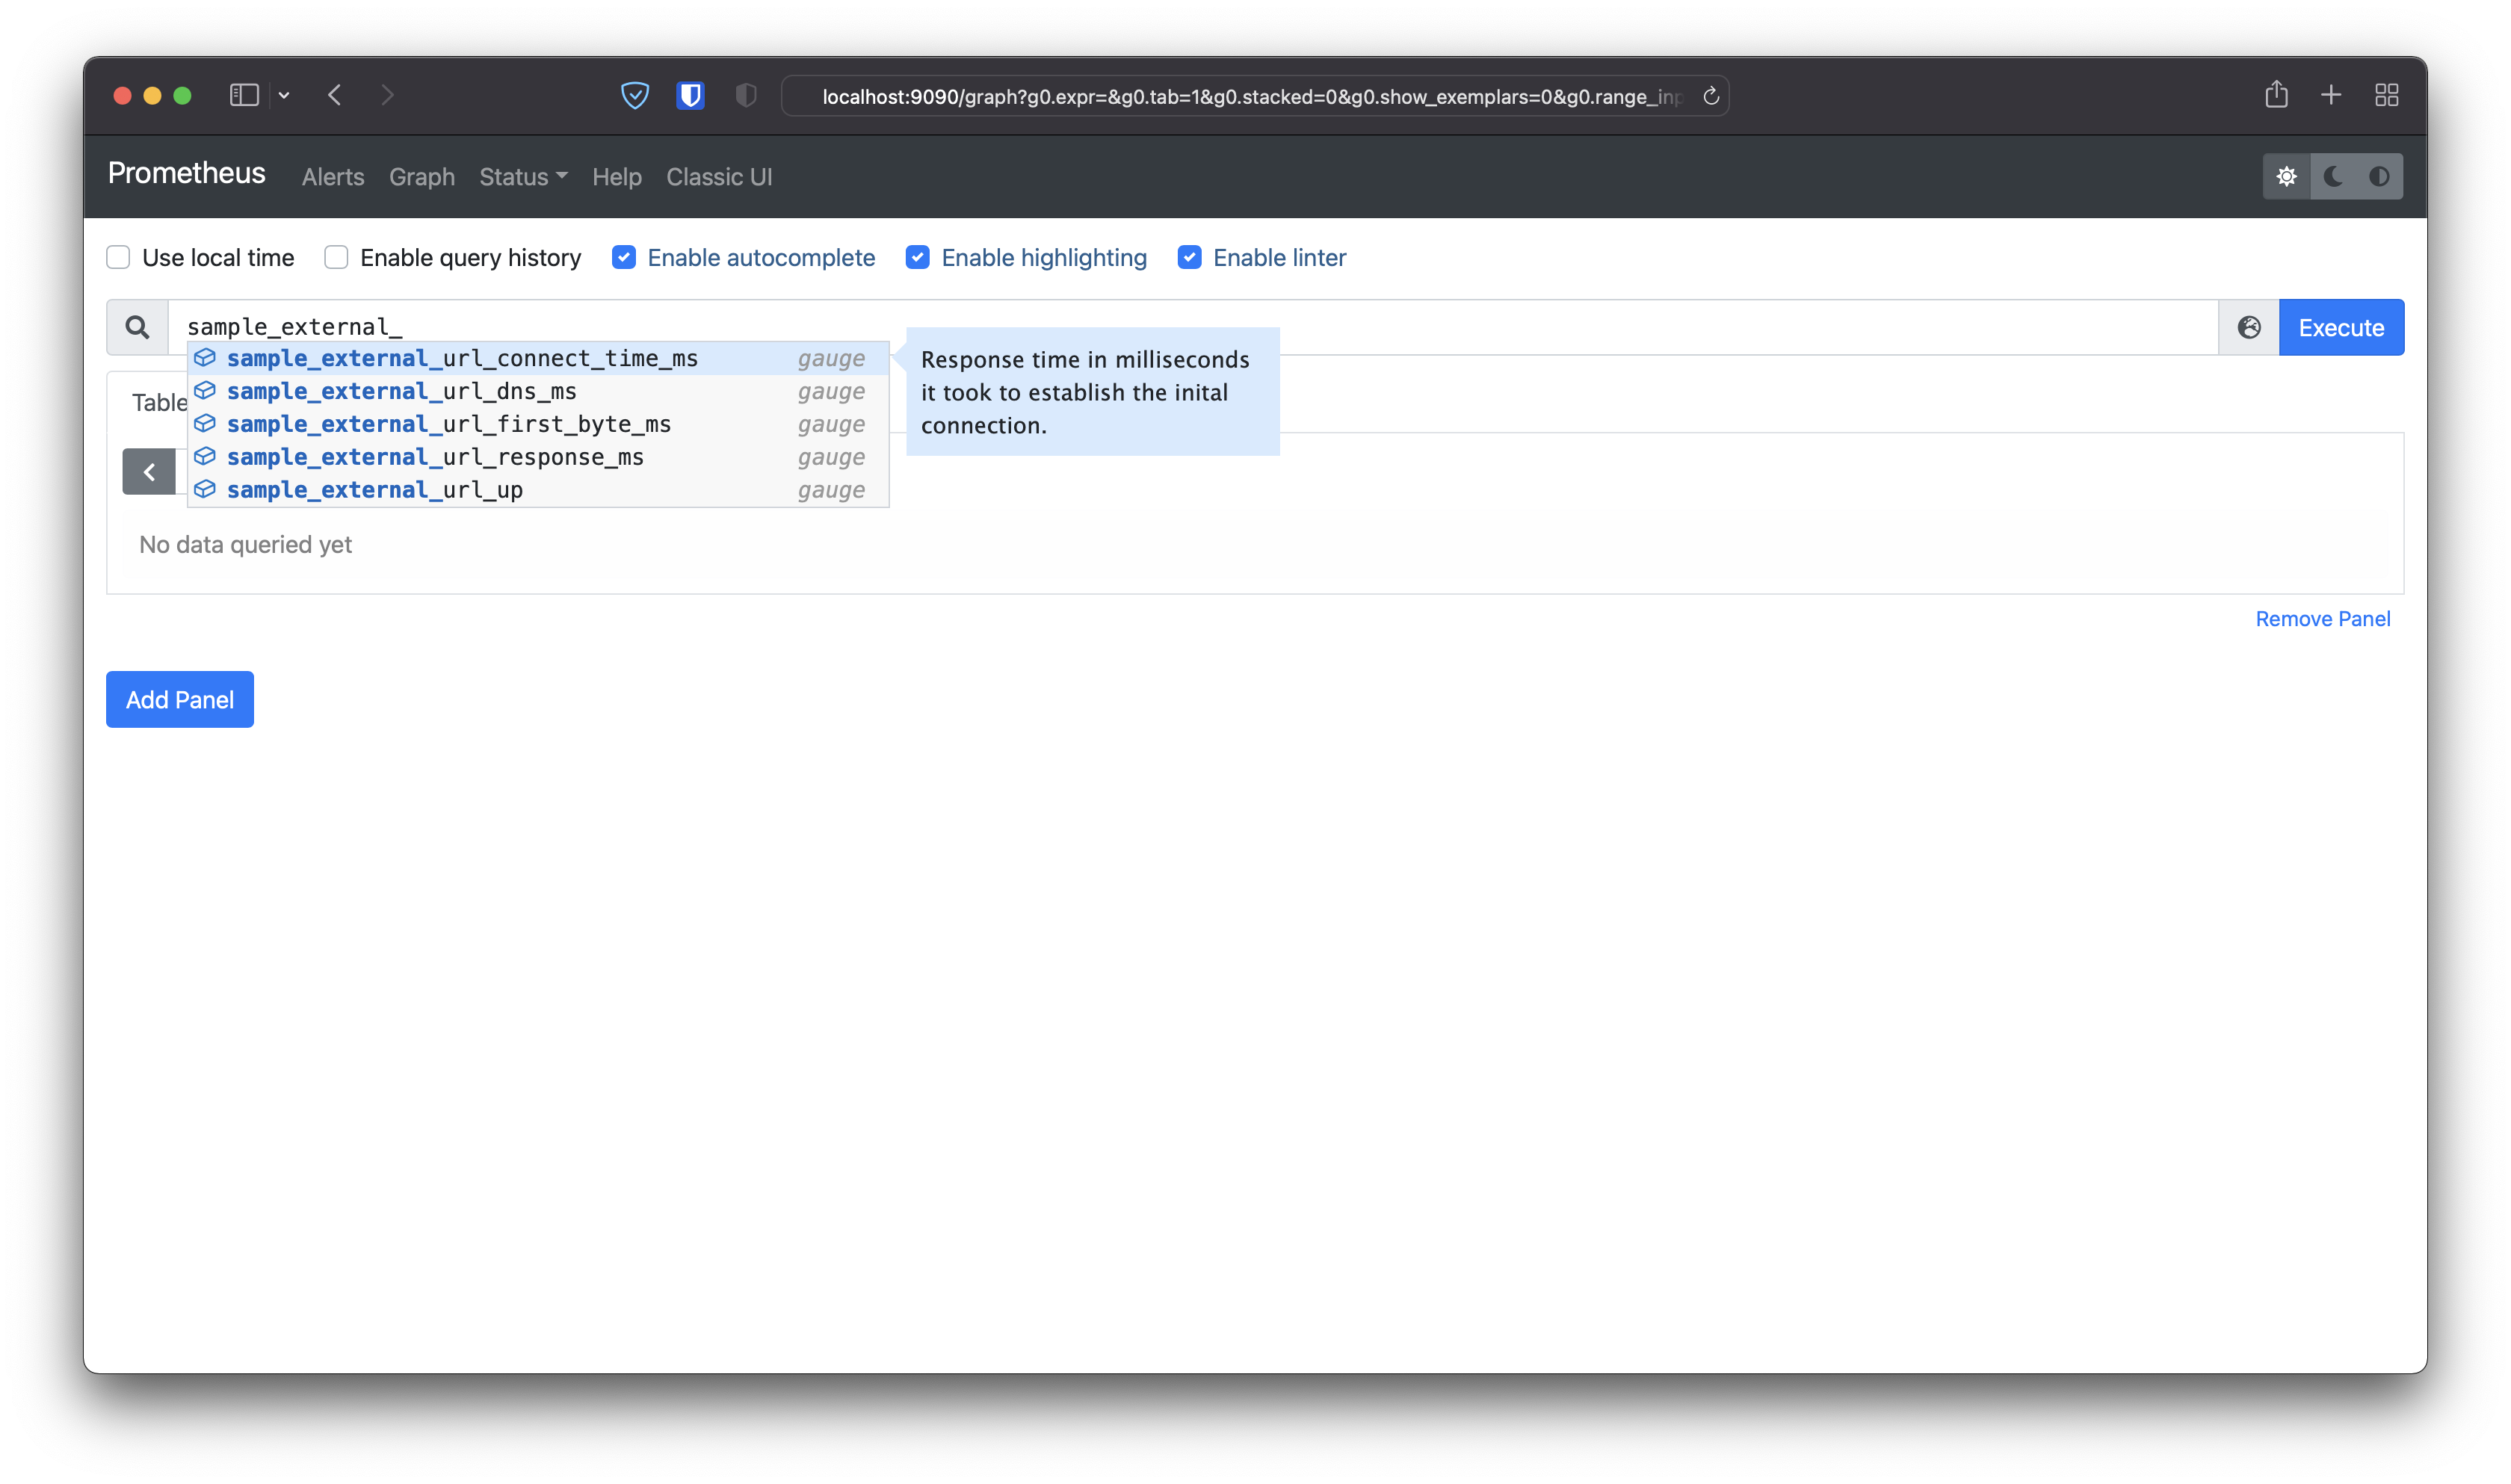 localhost:9090/graph?g0.expr=&g0.tab=1&g0.stacked=0&g0.show_exemplars=0&g0.range_inp
Prometheus Alerts Graph Status Help Classic UI
Use local time Enable query history Enable autocomplete Enable highlighting Enable linter
sample_external_ Execute
sample_external_url_connect_time_ms gauge
sample_external_url_dns_ms gauge
sample_external_url_first_byte_ms gauge
sample_external_url_response_ms gauge
sample_external_url_up gauge
Response time in milliseconds
it took to establish the inital
connection.
Table
No data queried yet
Remove Panel
Add Panel